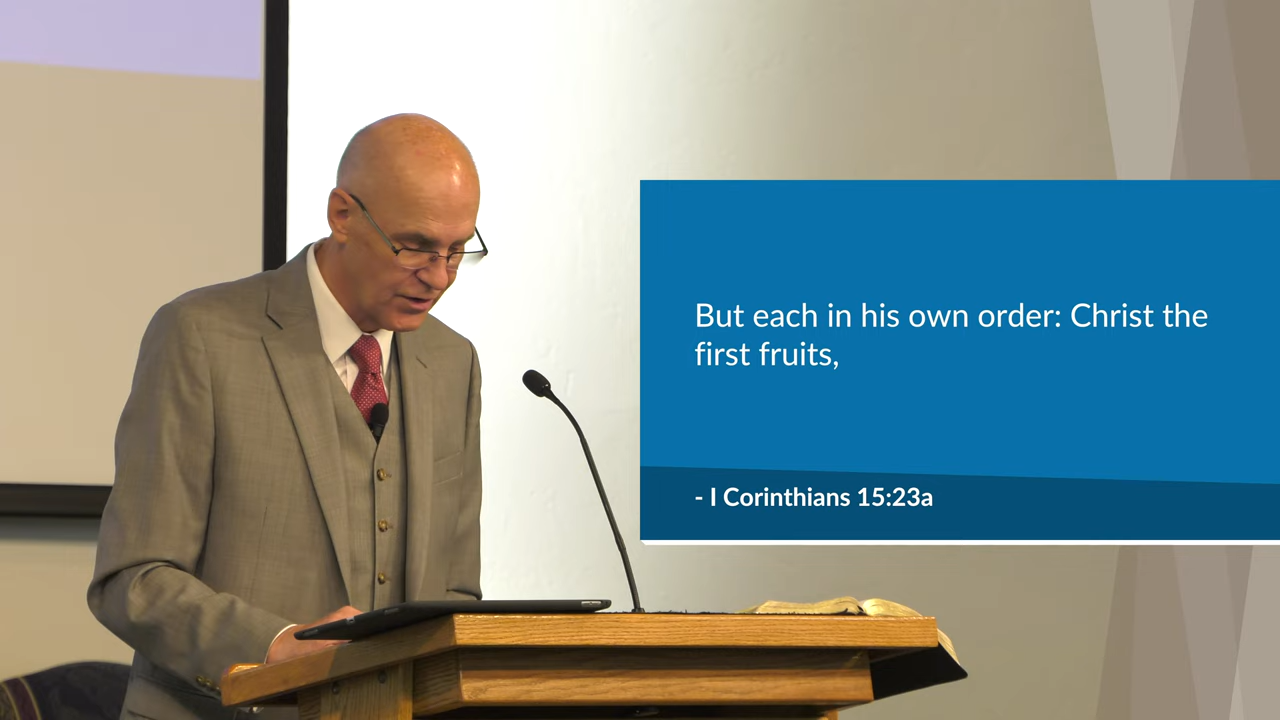 But each in his own order: Christ the
first fruits,
- I Corinthians 15:23a